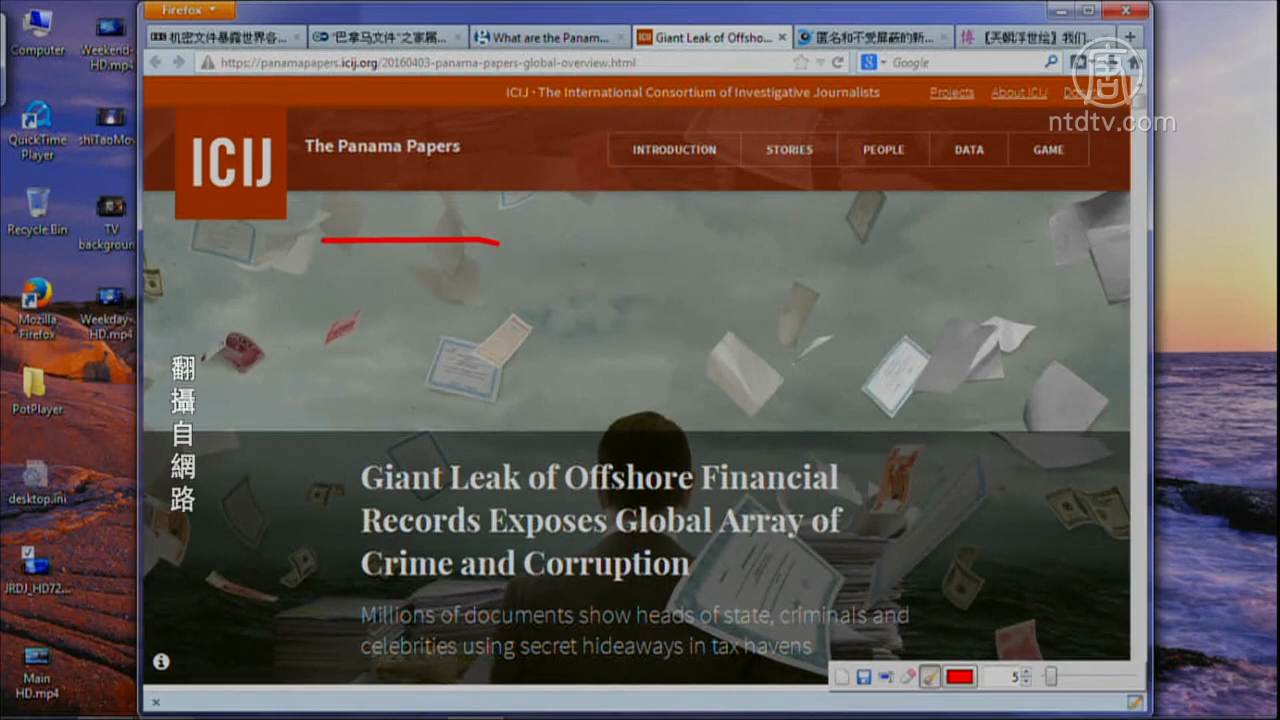 Firefox
机密文件暴露世界各...
"巴拿马文件"之家属...
What are the Panam...
ICIJ Giant Leak of Offsho...
匿名和不受屏蔽的新...
博 【天朝浮世绘】我们...
https://panamapapers.icij.org/20160403-panama-papers-global-overview.html
Google
ntdtv.com
ICIJ - The International Consortium of Investigative Journalists
Projects
About ICIJ
ICIJ
The Panama Papers
INTRODUCTION
STORIES
PEOPLE
DATA
GAME
Giant Leak of Offshore Financial
Records Exposes Global Array of
Crime and Corruption
Millions of documents show heads of state, criminals and
celebrities using secret hideaways in tax havens
翻攝自網路
5
Computer
Weekend-
HD.mp4
QuickTime
Player
shiTaoMov
Recycle Bin
TV
backgroun
Mozilla
Firefox
Weekday-
HD.mp4
PotPlayer
desktop.ini
JRDJ_HD72...
Main
HD.mp4